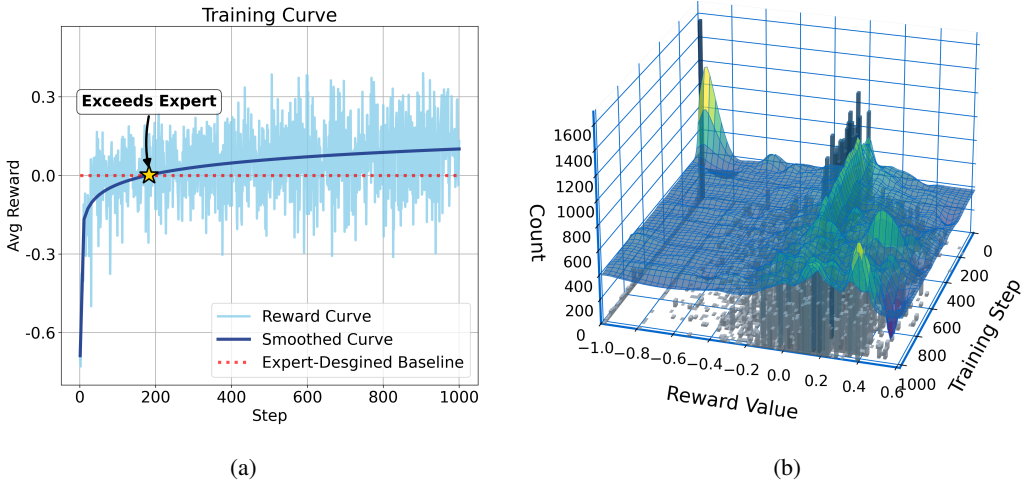 Training Curve
Exceeds Expert
0.3
0.0
-0.3
-0.6
Avg Reward
Reward Curve
Smoothed Curve
Expert-Desgined Baseline
0 200 400 600 800 1000
Step
(a)
1600
1400
1200
1000
800
600
400
200
0
Count
−1.0 −0.8 −0.6 −0.4 −0.2 0.0 0.2 0.4 0.6
Reward Value
0
200
400
600
800
1000
Training Step
(b)